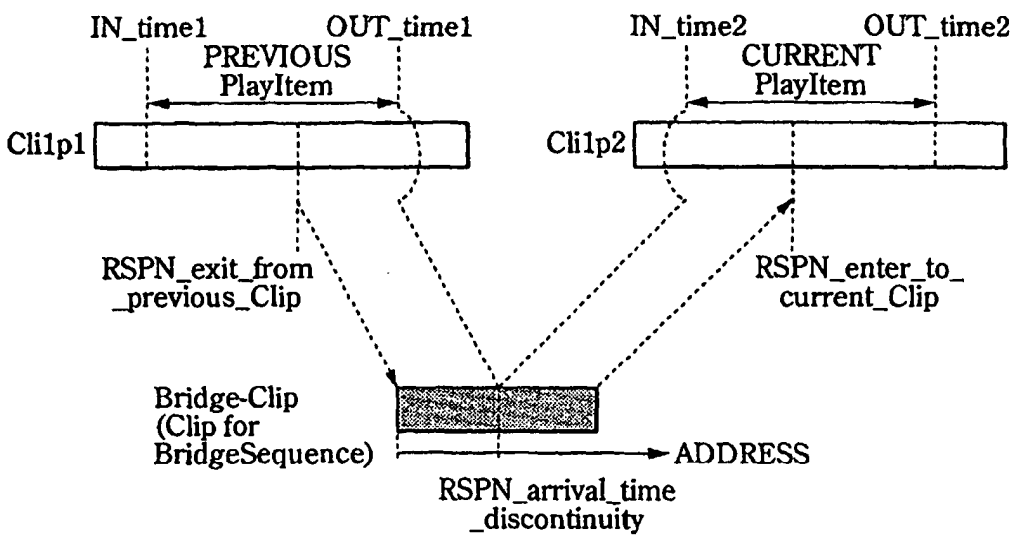 IN_time1
OUT_time1
IN_time2
OUT_time2
PREVIOUS
PlayItem
CURRENT
PlayItem
Cli1p1
Cli1p2
RSPN_exit_from
_previous_Clip
RSPN_enter_to_
current_Clip
Bridge-Clip
(Clip for
BridgeSequence)
ADDRESS
RSPN_arrival_time
_discontinuity